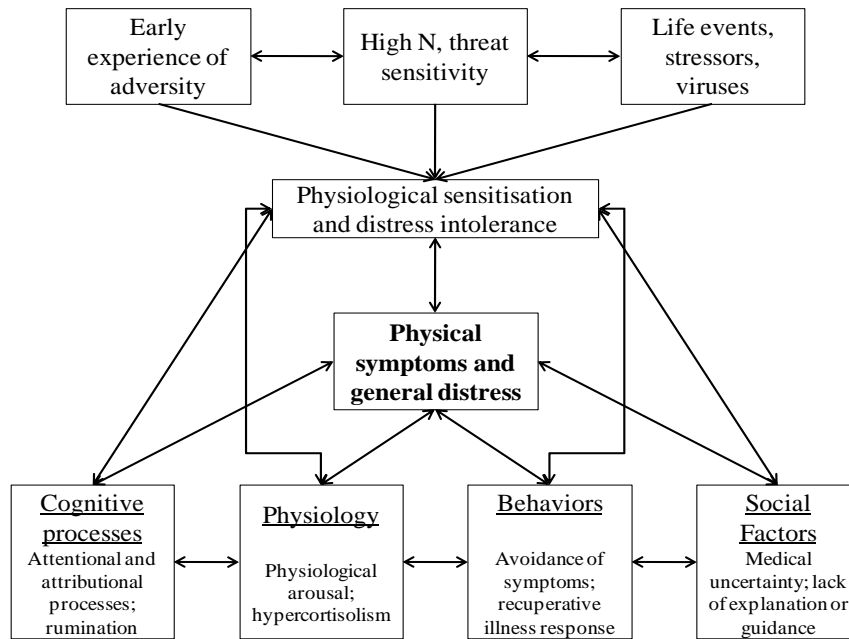 Early
experience of
adversity
High N, threat
sensitivity
Life events,
stressors,
viruses
Physiological sensitisation
and distress intolerance
Physical
symptoms and
general distress
Cognitive
processes
Attentional and
attributional
processes;
rumination
Physiology
Physiological
arousal;
hypercortisolism
Behaviors
Avoidance of
symptoms;
recuperative
illness response
Social
Factors
Medical
uncertainty; lack
of explanation or
guidance